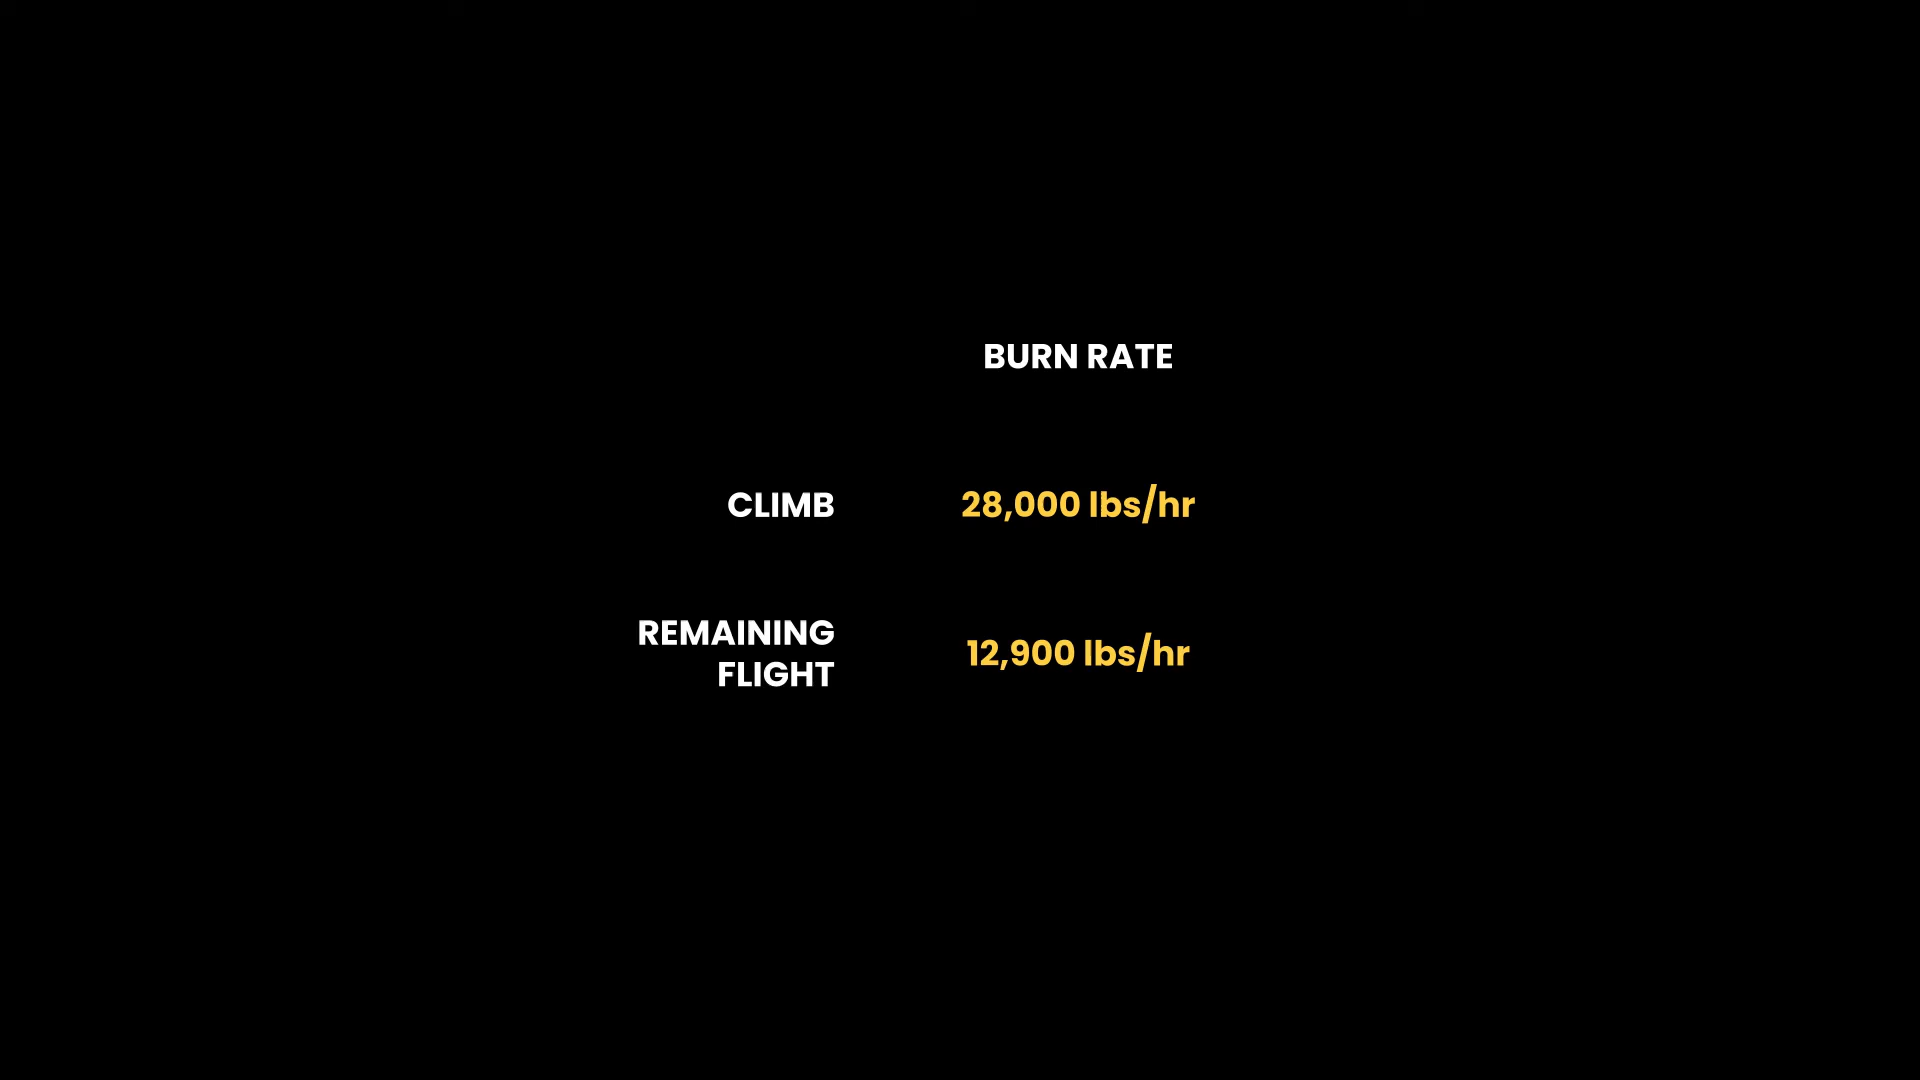 BURN RATE
CLIMB 28,000 lbs/hr
REMAINING
FLIGHT
12,900 lbs/hr